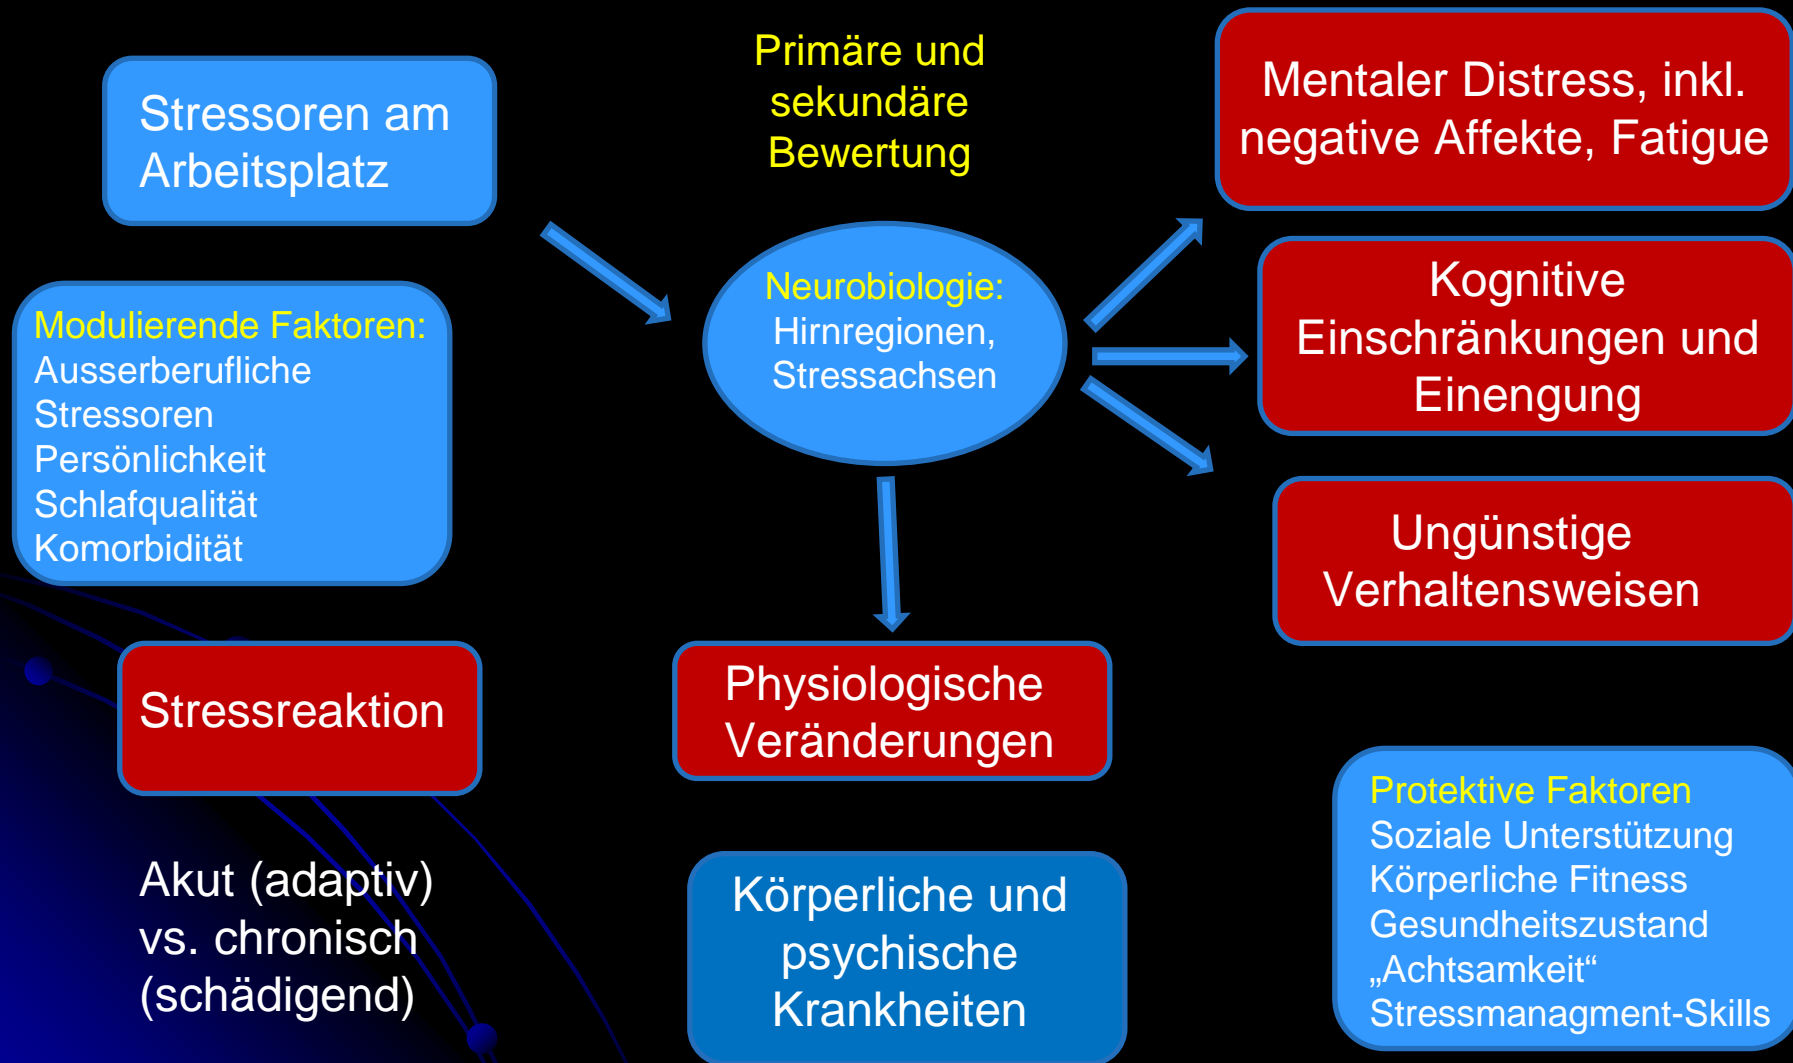 Stressoren am
Arbeitsplatz
Primäre und
sekundäre
Bewertung
Mentaler Distress, inkl.
negative Affekte, Fatigue
Modulierende Faktoren:
Ausserberufliche
Stressoren
Persönlichkeit
Schlafqualität
Komorbidität
Neurobiologie:
Hirnregionen,
Stressachsen
Kognitive
Einschränkungen und
Einengung
Ungünstige
Verhaltensweisen
Stressreaktion
Physiologische
Veränderungen
Akut (adaptiv)
vs. chronisch
(schädigend)
Körperliche und
psychische
Krankheiten
Protektive Faktoren
Soziale Unterstützung
Körperliche Fitness
Gesundheitszustand
„Achtsamkeit“
Stressmanagment-Skills